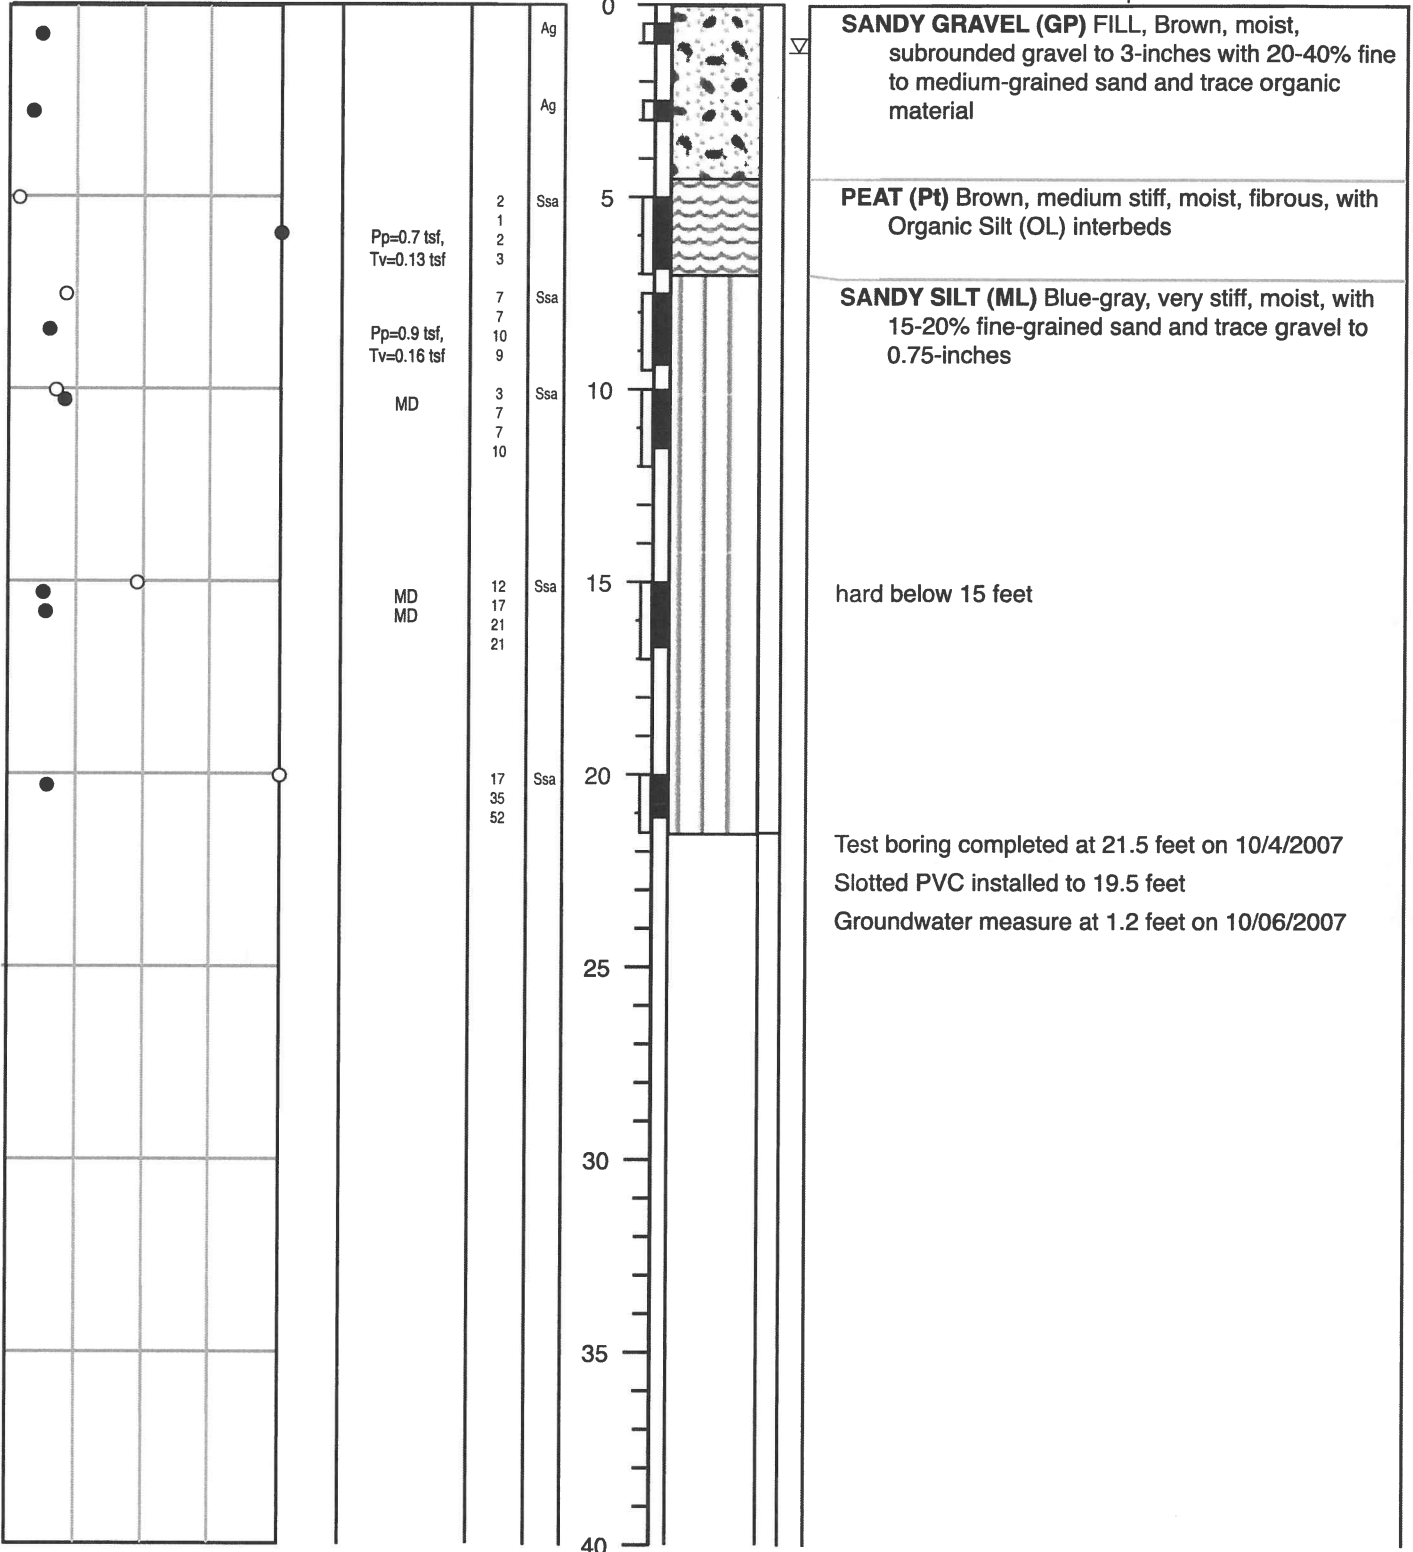 0
Ag
SANDY GRAVEL (GP) FILL, Brown, moist,
subrounded gravel to 3-inches with 20-40% fine
to medium-grained sand and trace organic
material
Ag
5
2 Ssa
1
Pp=0.7 tsf, 2
Tv=0.13 tsf 3
PEAT (Pt) Brown, medium stiff, moist, fibrous, with
Organic Silt (OL) interbeds
7 Ssa
7
Pp=0.9 tsf, 10
Tv=0.16 tsf 9
SANDY SILT (ML) Blue-gray, very stiff, moist, with
15-20% fine-grained sand and trace gravel to
0.75-inches
10
3 Ssa
MD
7
7
10
15
12 Ssa
MD
17
MD
21
21
hard below 15 feet
20
17 Ssa
35
52
Test boring completed at 21.5 feet on 10/4/2007
Slotted PVC installed to 19.5 feet
Groundwater measure at 1.2 feet on 10/06/2007
25
30
35
40